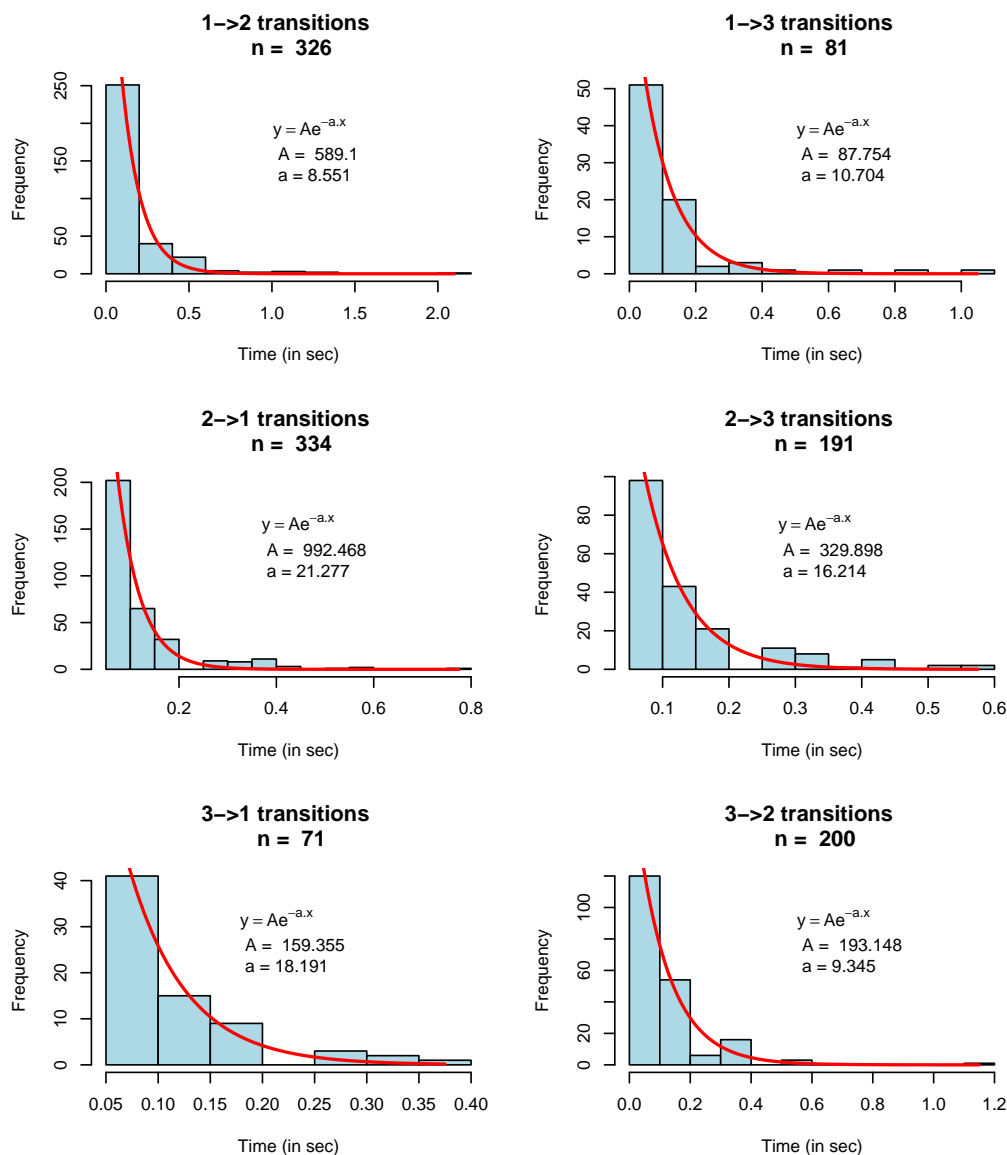 1->2 transitions
n = 326
Frequency
0
50
150
250
y = Ae^−a.x
A = 589.1
a = 8.551
0.0
0.5
1.0
1.5
2.0
Time (in sec)
1->3 transitions
n = 81
Frequency
0
10
20
30
40
50
y = Ae^−a.x
A = 87.754
a = 10.704
0.0
0.2
0.4
0.6
0.8
1.0
Time (in sec)
2->1 transitions
n = 334
Frequency
0
50
100
150
200
y = Ae^−a.x
A = 992.468
a = 21.277
0.2
0.4
0.6
0.8
Time (in sec)
2->3 transitions
n = 191
Frequency
0
20
40
60
80
y = Ae^−a.x
A = 329.898
a = 16.214
0.1
0.2
0.3
0.4
0.5
0.6
Time (in sec)
3->1 transitions
n = 71
Frequency
0
10
20
30
40
y = Ae^−a.x
A = 159.355
a = 18.191
0.05
0.10
0.15
0.20
0.25
0.30
0.35
0.40
Time (in sec)
3->2 transitions
n = 200
Frequency
0
20
60
100
y = Ae^−a.x
A = 193.148
a = 9.345
0.0
0.2
0.4
0.6
0.8
1.0
1.2
Time (in sec)